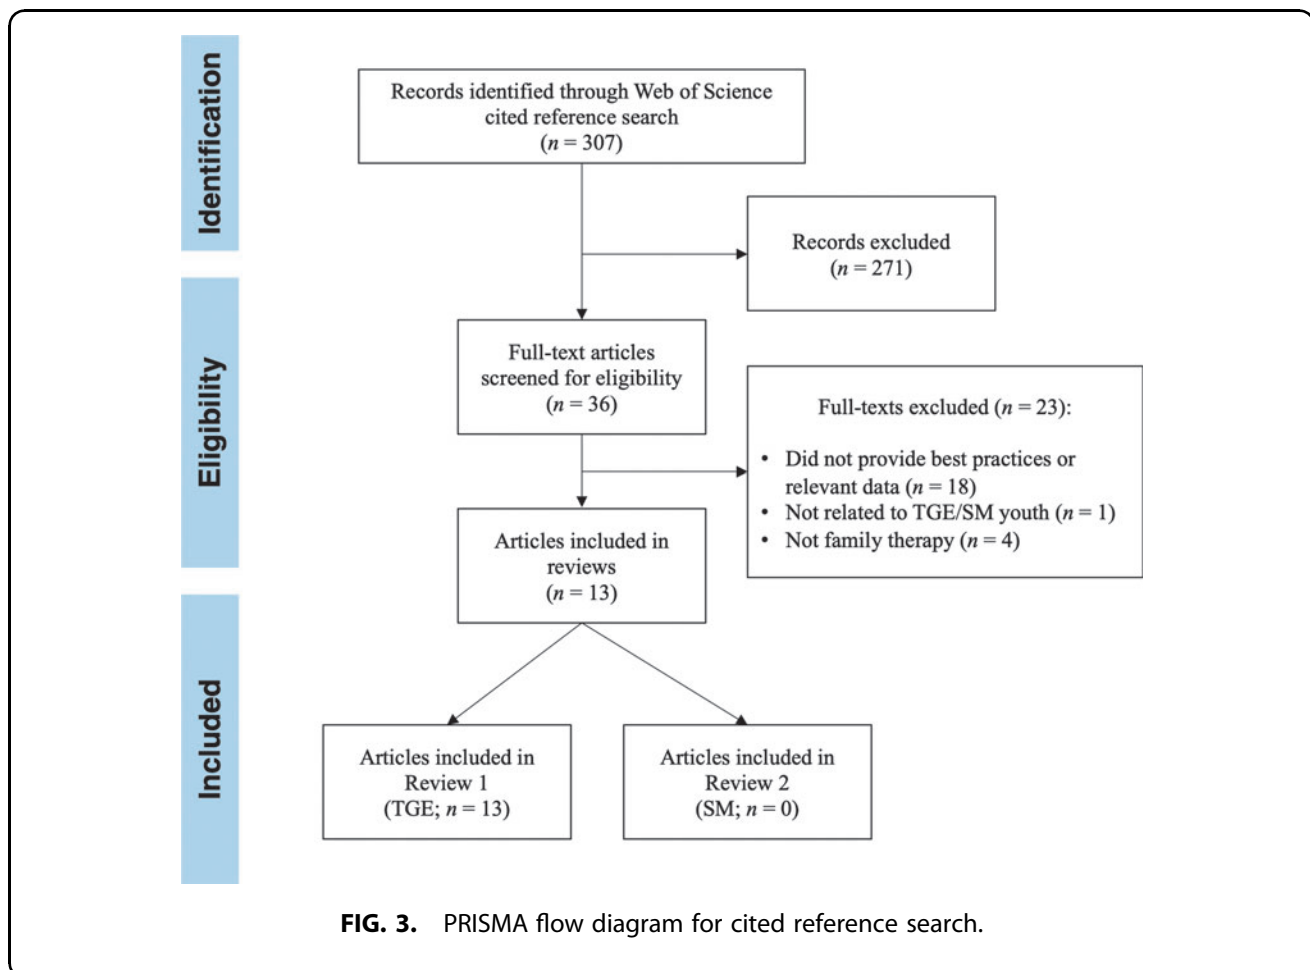 Identification
Records identified through Web of Science
cited reference search
(n = 307)
Records excluded
(n = 271)
Eligibility
Full-text articles
screened for eligibility
(n = 36)
Full-texts excluded (n = 23):
• Did not provide best practices or
relevant data (n = 18)
• Not related to TGE/SM youth (n = 1)
• Not family therapy (n = 4)
Articles included in
reviews
(n = 13)
Included
Articles included in
Review 1
(TGE; n = 13)
Articles included in
Review 2
(SM; n = 0)
FIG. 3. PRISMA flow diagram for cited reference search.